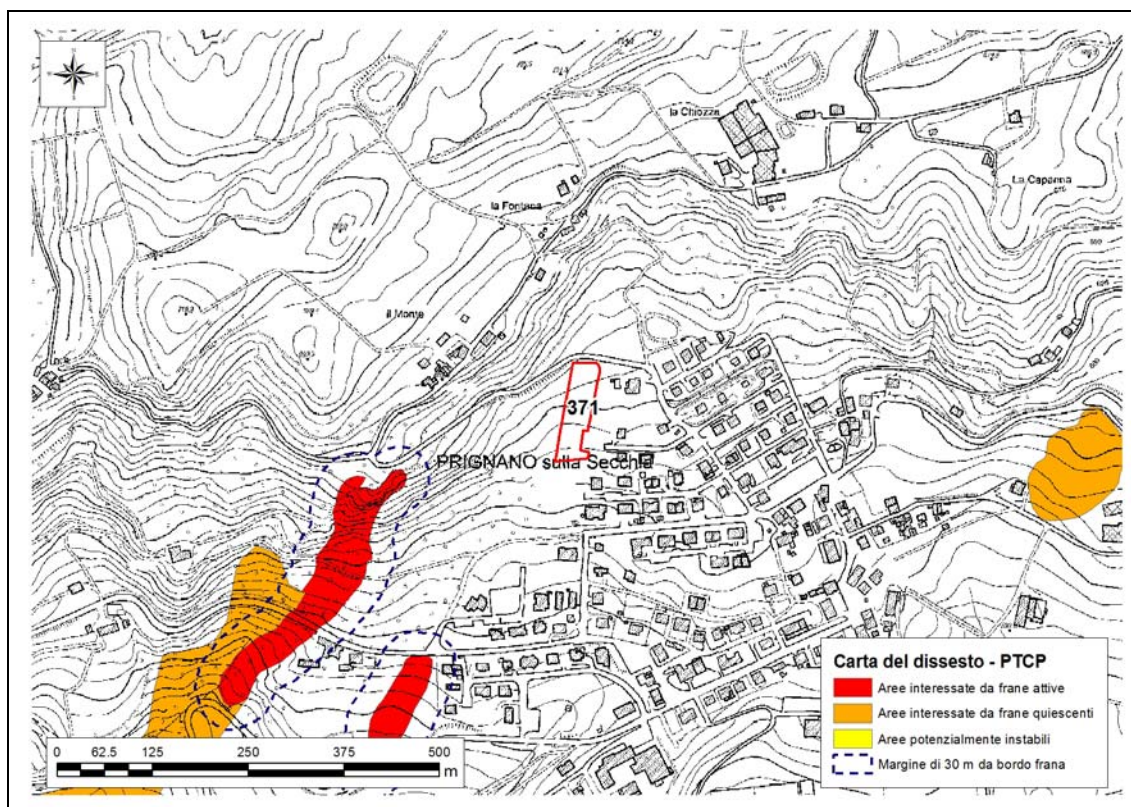 la Chiozza
La Capanna
la Fontana
il Monte
371
PRIGNANO sulla Secchia
Carta del dissesto - PTCP
Aree interessate da frane attive
Aree interessate da frane quiescenti
Aree potenzialmente instabili
Margine di 30 m da bordo frana
0 62.5 125 250 375 500
m